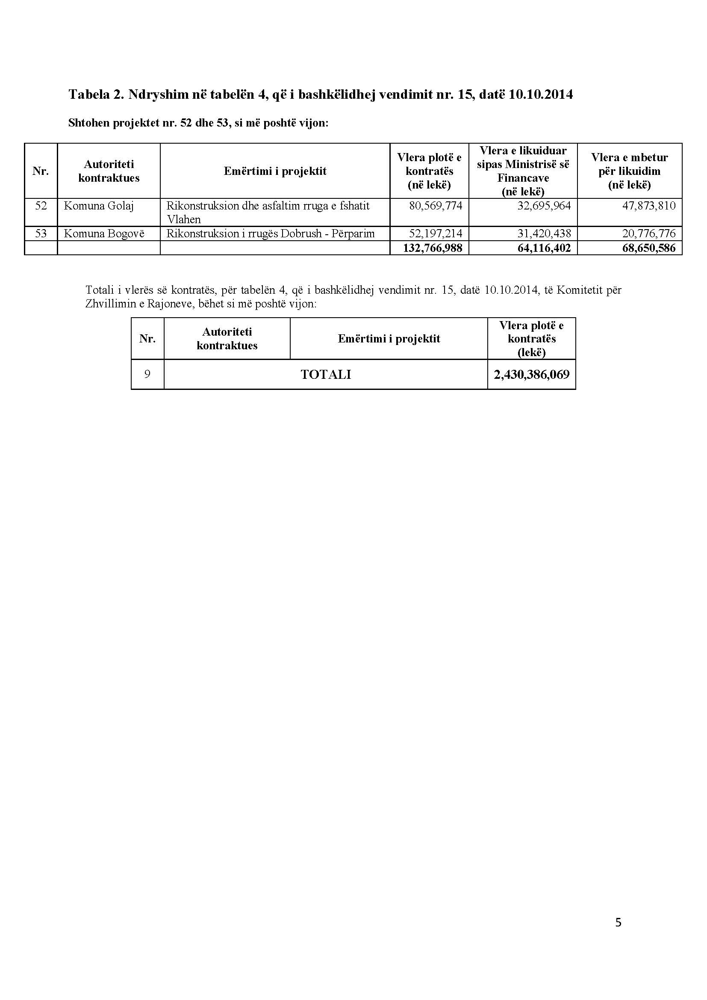 Tabela 2. Ndryshim në tabelën 4, që i bashkëlidhej vendimit nr. 15, datë 10.10.2014
Shtohen projektet nr. 52 dhe 53, si më poshtë vijon:
Nr.
Autoriteti
kontraktues
Emërtimi i projektit
Vlera plotë e
kontratës
(në lekë)
Vlera e likuiduar
sipas Ministrisë së
Financave
(në lekë)
Vlera e mbetur
për likuidim
(në lekë)
52 Komuna Golaj Rikonstruksion dhe asfaltim rruga e fshatit 80,569,774 32,695,964 47,873,810
Vlahen
53 Komuna Bogovë Rikonstruksion i rrugës Dobrush - Përparim 52,197,214 31,420,438 20,776,776
132,766,988 64,116,402 68,650,586
Totali i vlerës së kontratës, për tabelën 4, që i bashkëlidhej vendimit nr. 15, datë 10.10.2014, të Komitetit për
Zhvillimin e Rajoneve, bëhet si më poshtë vijon:
Nr.
Autoriteti
kontraktues
Emërtimi i projektit
Vlera plotë e
kontratës
(lekë)
9 TOTALI 2,430,386,069
5